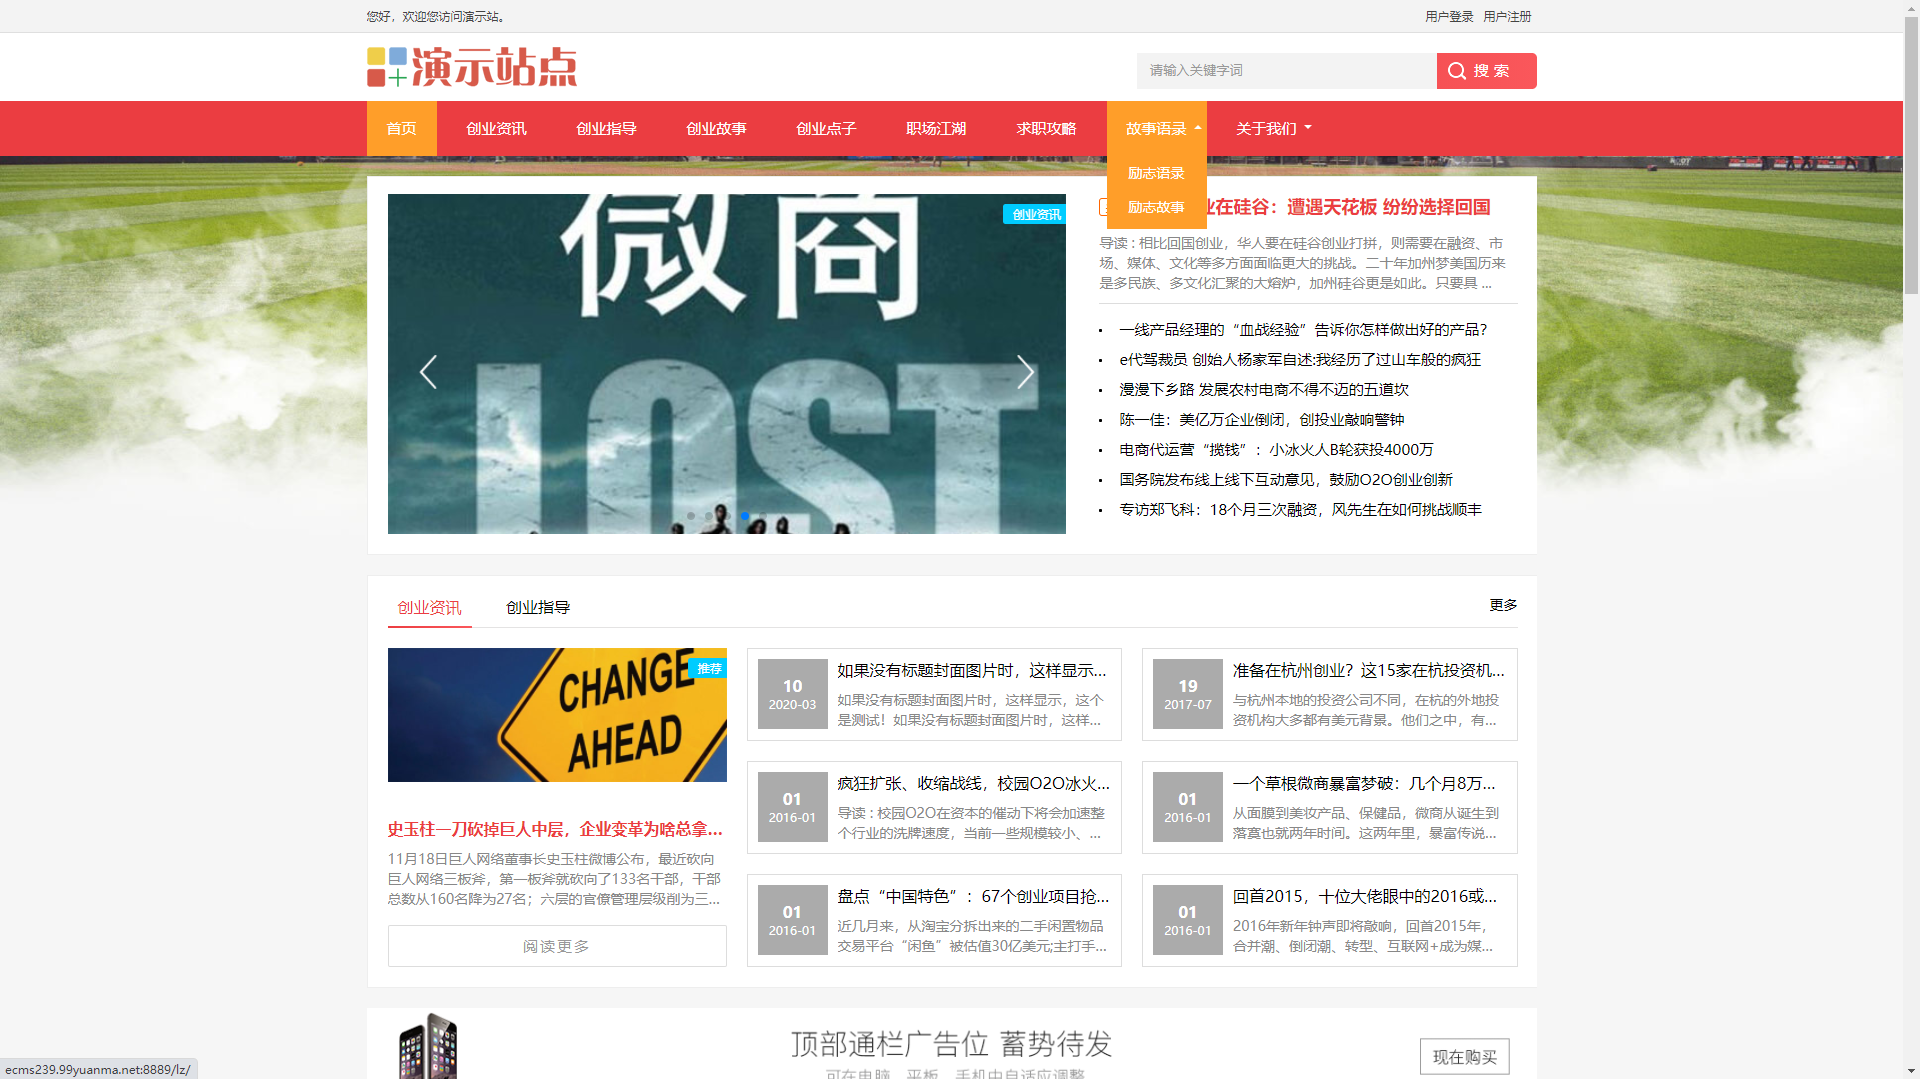 您好，欢迎您访问演示站。
用户登录 用户注册
演示站点
请输入关键字词
搜 索
首页 创业资讯 创业指导 创业故事 创业点子 职场江湖 求职攻略 故事语录 关于我们
励志语录
励志故事
微商
LOST
创业资讯
业在硅谷：遭遇天花板 纷纷选择回国
导读 : 相比回国创业，华人要在硅谷创业打拼，则需要在融资、市
场、媒体、文化等多方面面临更大的挑战。二十年加州梦美国历来
是多民族、多文化汇聚的大熔炉，加州硅谷更是如此。只要具 ...
一线产品经理的“血战经验”告诉你怎样做出好的产品？
e代驾裁员 创始人杨家军自述:我经历了过山车般的疯狂
漫漫下乡路 发展农村电商不得不迈的五道坎
陈一佳：美亿万企业倒闭，创投业敲响警钟
电商代运营“揽钱”：小冰火人B轮获投4000万
国务院发布线上线下互动意见，鼓励O2O创业创新
专访郑飞科：18个月三次融资，风先生在如何挑战顺丰
创业资讯 创业指导 更多
CHANGE
AHEAD
推荐
史玉柱一刀砍掉巨人中层，企业变革为啥总拿...
11月18日巨人网络董事长史玉柱微博公布，最近砍向
巨人网络三板斧，第一板斧就砍向了133名干部，干部
总数从160名降为27名；六层的官僚管理层级削为三...
阅读更多
10
2020-03
如果没有标题封面图片时，这样显示...
如果没有标题封面图片时，这样显示，这个
是测试！如果没有标题封面图片时，这样...
19
2017-07
准备在杭州创业？这15家在杭投资机...
与杭州本地的投资公司不同，在杭的外地投
资机构大多都有美元背景。他们之中，有...
01
2016-01
疯狂扩张、收缩战线，校园O2O冰火...
导读 : 校园O2O在资本的催动下将会加速整
个行业的洗牌速度，当前一些规模较小、...
01
2016-01
一个草根微商暴富梦破：几个月8万...
从面膜到美妆产品、保健品，微商从诞生到
落寞也就两年时间。这两年里，暴富传说...
01
2016-01
盘点“中国特色”：67个创业项目抢...
近几月来，从淘宝分拆出来的二手闲置物品
交易平台“闲鱼”被估值30亿美元;主打手...
01
2016-01
回首2015，十位大佬眼中的2016或...
2016年新年钟声即将敲响，回首2015年，
合并潮、倒闭潮、转型、互联网+成为媒...
顶部通栏广告位 蓄势待发
可在电脑、平板、手机中自适应调整
现在购买
ecms239.99yuanma.net:8889/lz/